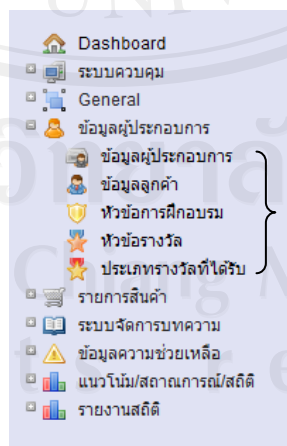 Dashboard
ระบบควบคุม
General
ข้อมูลผู้ประกอบการ
ข้อมูลผู้ประกอบการ
ข้อมูลลูกค้า
หัวข้อการฝึกอบรม
หัวข้อรางวัล
ประเภทรางวัลที่ได้รับ
รายการสินค้า
ระบบจัดการบทความ
ข้อมูลความช่วยเหลือ
แนวโน้ม/สถาณการณ์/สถิติ
รายงานสถิติ